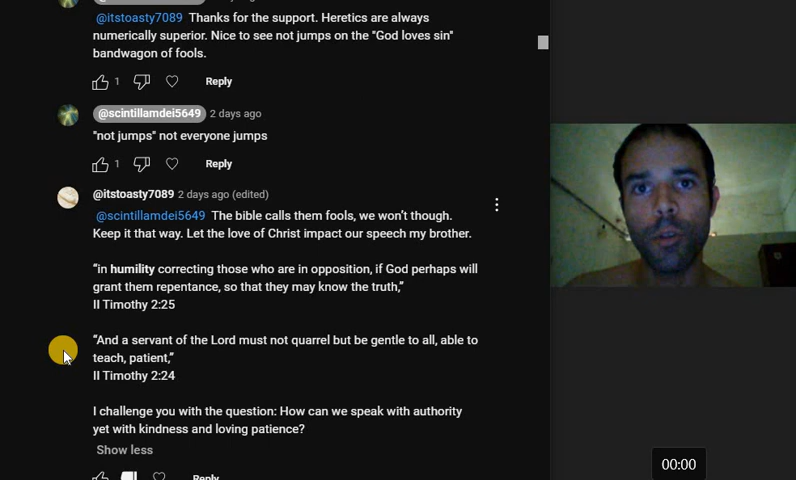 @itstoasty7089 Thanks for the support. Heretics are always
numerically superior. Nice to see not jumps on the "God loves sin"
bandwagon of fools.
1 Reply
@scintillamdei5649 2 days ago
"not jumps" not everyone jumps
1 Reply
@itstoasty7089 2 days ago (edited)
@scintillamdei5649 The bible calls them fools, we won't though.
Keep it that way. Let the love of Christ impact our speech my brother.
“in humility correcting those who are in opposition, if God perhaps will
grant them repentance, so that they may know the truth,”
II Timothy 2:25
“And a servant of the Lord must not quarrel but be gentle to all, able to
teach, patient,”
II Timothy 2:24
I challenge you with the question: How can we speak with authority
yet with kindness and loving patience?
Show less
Reply
00:00